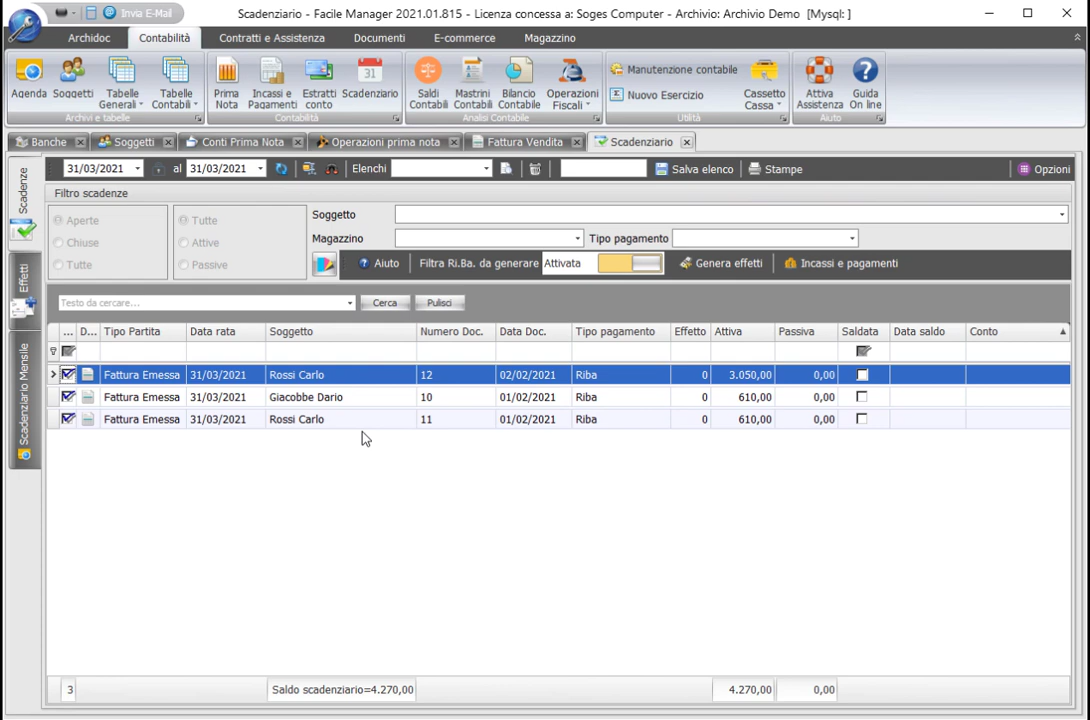 Invia E-Mail
Scadenziario - Facile Manager 2021.01.815 - Licenza concessa a: Soges Computer - Archivio: Archivio Demo [Mysql: ]
Archidoc Contabilità Contratti e Assistenza Documenti E-commerce Magazzino
Agenda Soggetti Tabelle Generali Tabelle Contabili
Archivi e tabelle
Prima Nota Incassi e Pagamenti Estratti conto Scadenziario
31
Contabilità
Saldi Contabili Mastrini Contabili Bilancio Contabile Operazioni Fiscali
Analisi Contabile
Manutenzione contabile
Nuovo Esercizio
Cassetto Cassa
Utilità
Attiva Assistenza Guida On line
Aiuto
Banche Soggetti Conti Prima Nota Operazioni prima nota Fattura Vendita Scadenziario
Scadenze
Effetti
Scadenziario Mensile
31/03/2021 al 31/03/2021 Elenchi Salva elenco Stampe Opzioni
Filtro scadenze
Aperte
Chiuse
Tutte
Tutte
Attive
Passive
Soggetto
Magazzino Tipo pagamento
Aiuto Filtra Ri.Ba. da generare Attivata Genera effetti Incassi e pagamenti
Testo da cercare... Cerca Pulisci
... D... Tipo Partita Data rata Soggetto Numero Doc. Data Doc. Tipo pagamento Effetto Attiva Passiva Saldata Data saldo Conto
Fattura Emessa 31/03/2021 Rossi Carlo 12 02/02/2021 Riba 0 3.050,00 0,00
Fattura Emessa 31/03/2021 Giacobbe Dario 10 01/02/2021 Riba 0 610,00 0,00
Fattura Emessa 31/03/2021 Rossi Carlo 11 01/02/2021 Riba 0 610,00 0,00
3 Saldo scadenziario=4.270,00 4.270,00 0,00